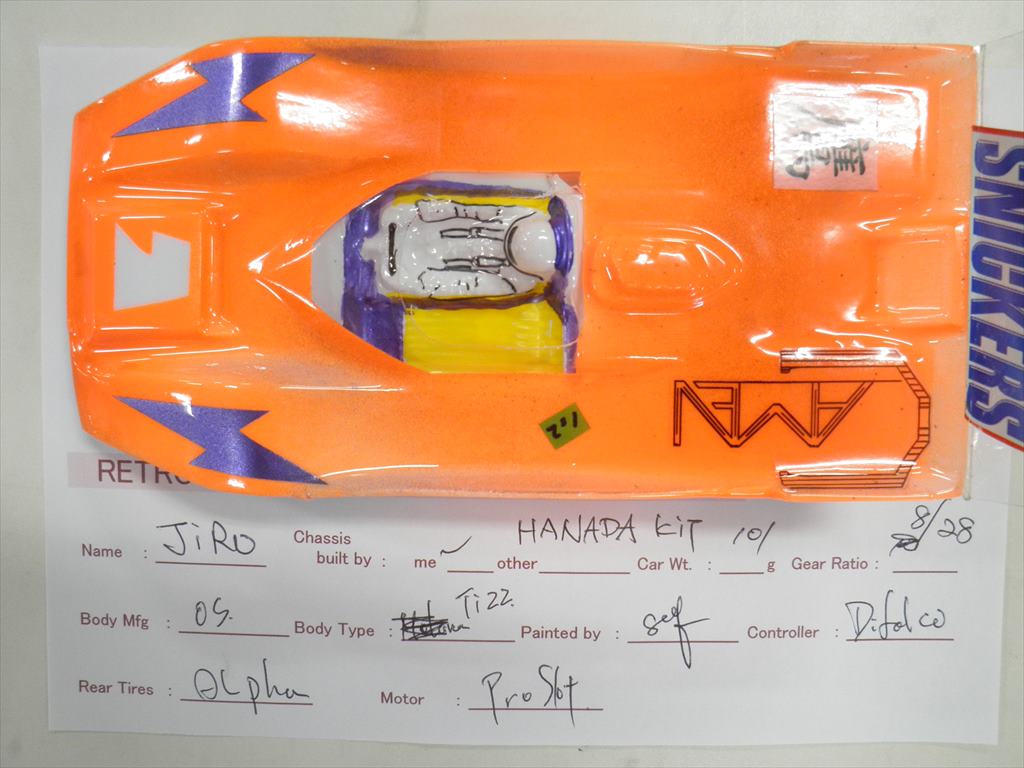 SNICKERS
AMEN
1.2
RETRO
Name : JiRO Chassis built by : me ~ other HANADA KiT Car Wt. : 101 g Gear Ratio : 8/28
Body Mfg : OS. Body Type : Ti22 Painted by : self Controller : Difalco
Rear Tires : ALpha Motor : ProSlot